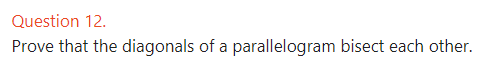 Question 12.
Prove that the diagonals of a parallelogram bisect each other.